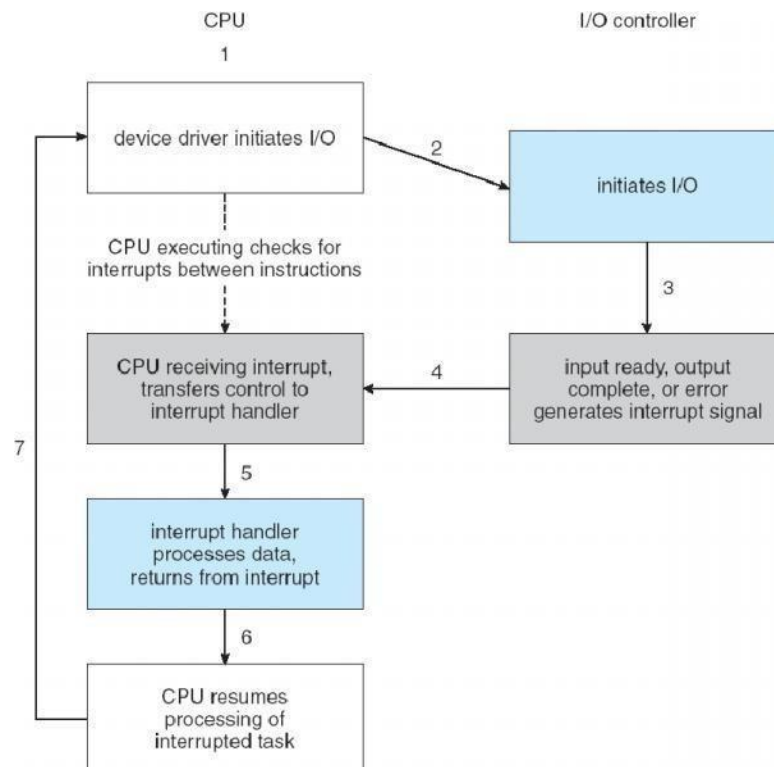 CPU
I/O controller
1
device driver initiates I/O
2
initiates I/O
CPU executing checks for
interrupts between instructions
3
CPU receiving interrupt,
transfers control to
interrupt handler
4
input ready, output
complete, or error
generates interrupt signal
7
5
interrupt handler
processes data,
returns from interrupt
6
CPU resumes
processing of
interrupted task